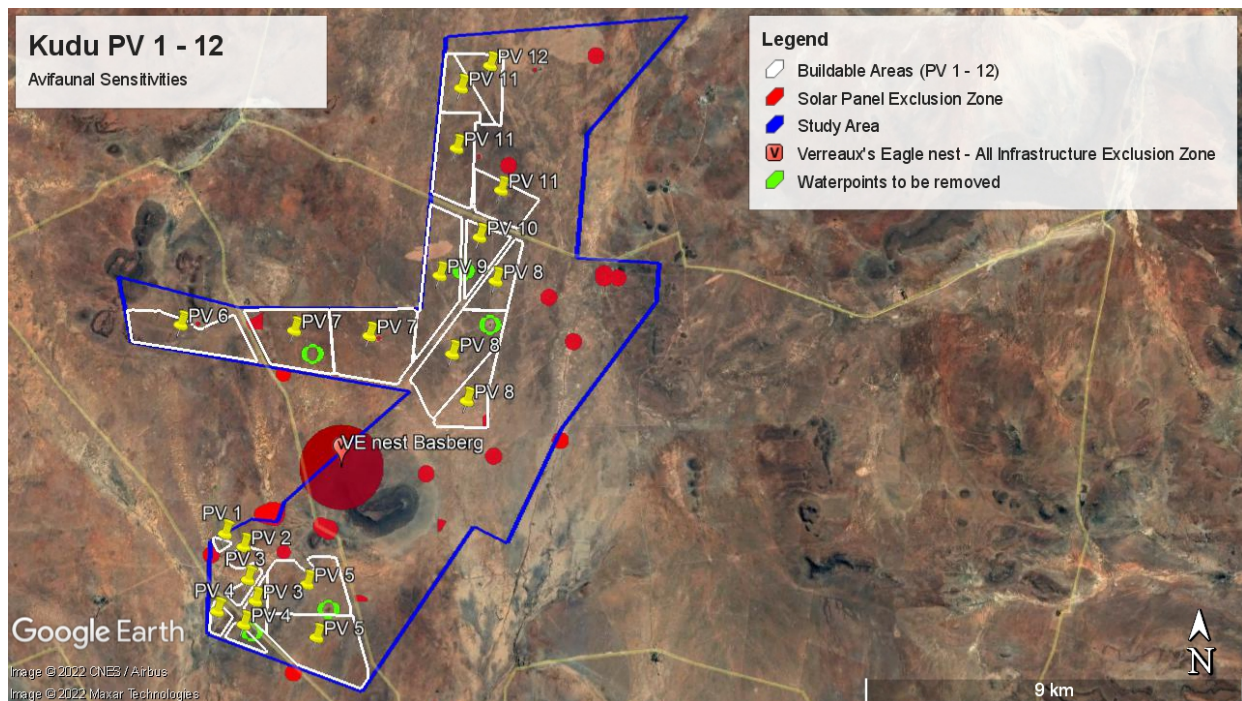 Kudu PV 1 - 12
Avifaunal Sensitivities
Legend
Buildable Areas (PV 1 - 12)
Solar Panel Exclusion Zone
Study Area
V
Verreaux's Eagle nest - All Infrastructure Exclusion Zone
Waterpoints to be removed
PV 12
PV 11
PV 11
PV 11
PV 10
PV 9
PV 8
PV 6
PV 7
PV 7
PV 8
PV 8
VE nest Basberg
PV 1
PV 2
PV 3
PV 5
PV 4
PV 3
PV 4
PV 5
Google Earth
Image © 2022 CNES / Airbus
Image © 2022 Maxar Technologies
N
9 km